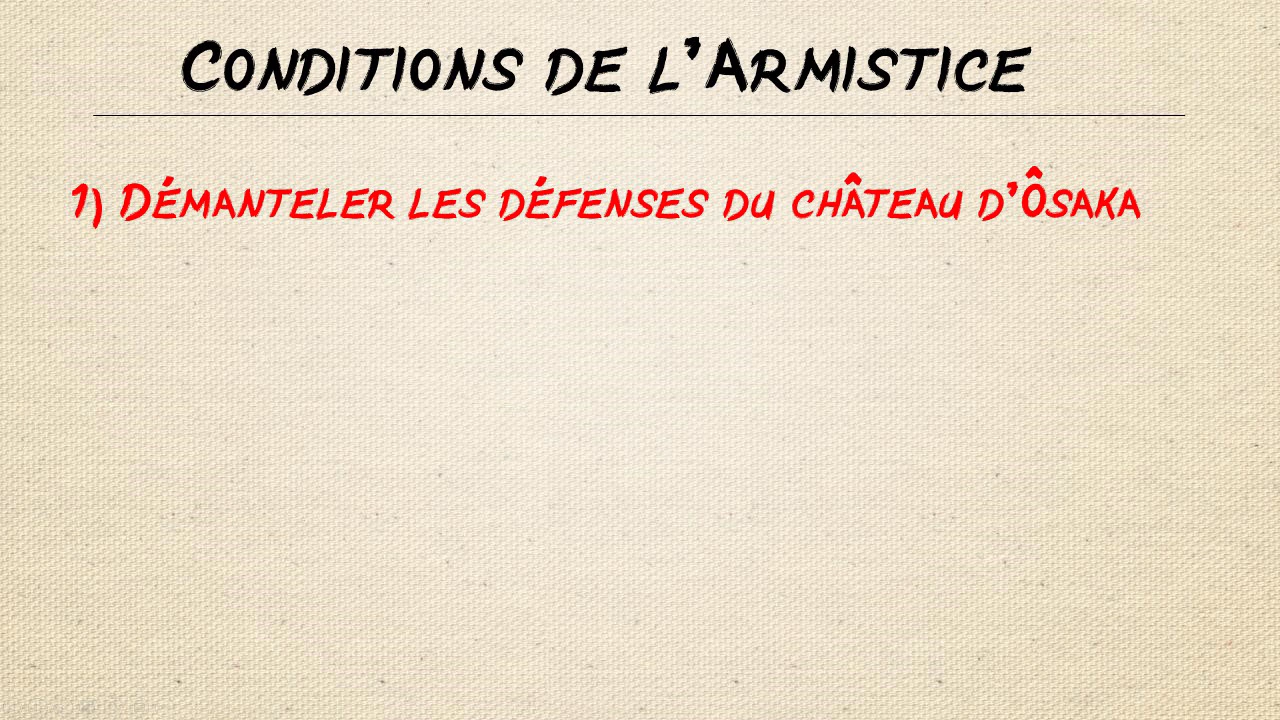 Conditions de l’Armistice
1) Démanteler les défenses du château d’Ôsaka